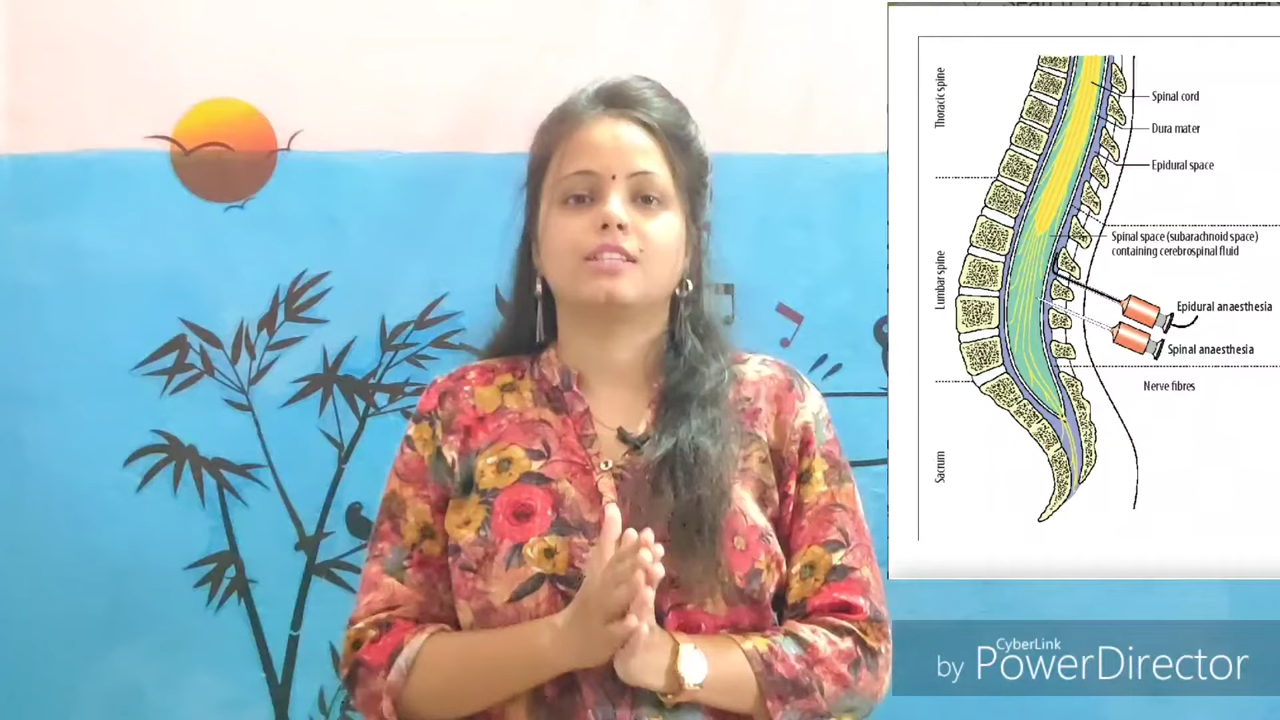 Thoracic spine
Spinal cord
Dura mater
Epidural space
Spinal space (subarachnoid space)
containing cerebrospinal fluid
Lumbar spine
Epidural anaesthesia
Spinal anaesthesia
Nerve fibres
Sacrum
CyberLink
by PowerDirector